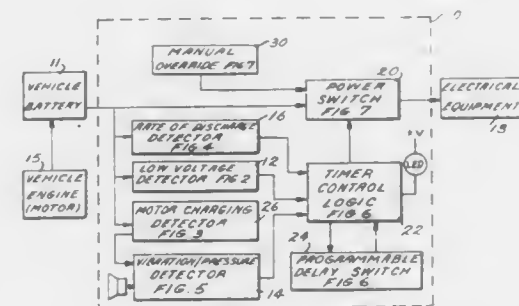 30
11
VEHICLE
BATTERY
MANUAL
OVERRIDE FIG 7
20
POWER
SWITCH
FIG 7
ELECTRICAL
EQUIPMENT
13
16
RATE OF DISCHARGE
DETECTOR
FIG 4
12
LOW VOLTAGE
DETECTOR FIG 2
15
VEHICLE
ENGINE
(MOTOR)
26
MOTOR CHARGING
DETECTOR
FIG 3
VIBRATION/PRESSURE
DETECTOR
FIG. 5
14
+V
LED
TIMER
CONTROL
LOGIC
FIG 6
22
24
PROGRAMMABLE
DELAY SWITCH
FIG 6